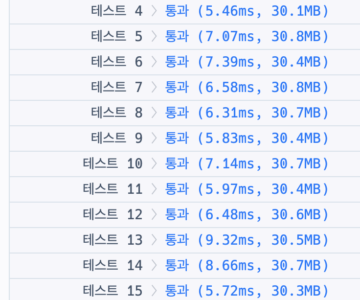 테스트 4 〉 통과 (5.46ms, 30.1MB)
테스트 5 〉 통과 (7.07ms, 30.8MB)
테스트 6 〉 통과 (7.39ms, 30.4MB)
테스트 7 〉 통과 (6.58ms, 30.8MB)
테스트 8 〉 통과 (6.31ms, 30.7MB)
테스트 9 〉 통과 (5.83ms, 30.4MB)
테스트 10 〉 통과 (7.14ms, 30.7MB)
테스트 11 〉 통과 (5.97ms, 30.4MB)
테스트 12 〉 통과 (6.48ms, 30.6MB)
테스트 13 〉 통과 (9.32ms, 30.5MB)
테스트 14 〉 통과 (8.66ms, 30.7MB)
테스트 15 〉 통과 (5.72ms, 30.3MB)